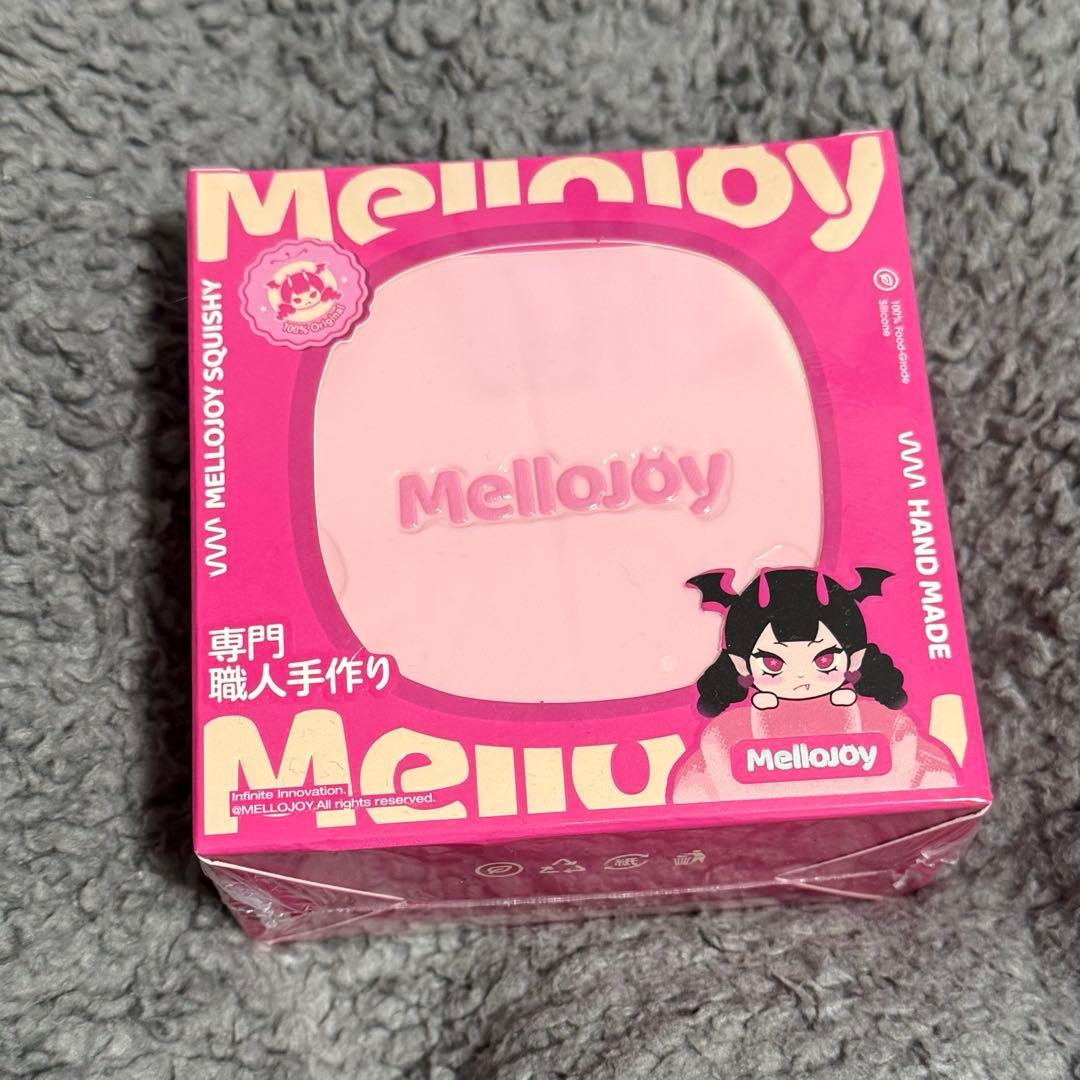 MelloJoy
100% Original
MELLOJOY SQUISHY
100% Food-Grade
Silicone
HAND MADE
MelloJoy
専門
職人手作り
MelloJoy
Infinite Innovation.
@MELLOJOY.All rights reserved.
紙